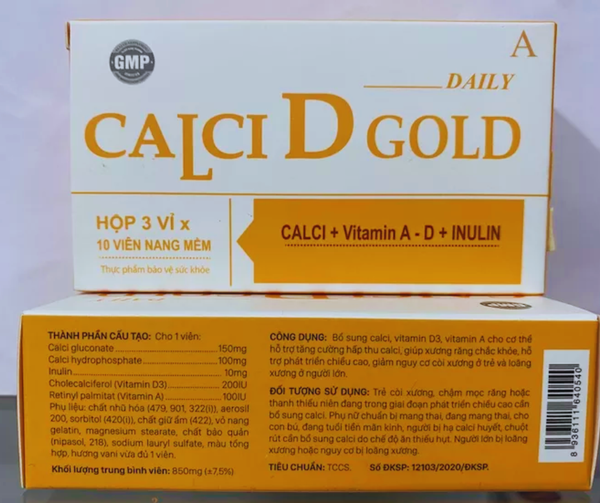 GMP
A
DAILY
CALCI D GOLD
HỘP 3 VỈ x
10 VIÊN NANG MỀM
Thực phẩm bảo vệ sức khỏe
CALCI + Vitamin A - D + INULIN
THÀNH PHẦN CẤU TẠO: Cho 1 viên:
Calci gluconate 150mg
Calci hydrophosphate 100mg
Inulin 10mg
Cholecalciferol (Vitamin D3) 200IU
Retinyl palmitat (Vitamin A) 100IU
Phụ liệu: chất nhũ hóa (479, 901, 322(i)), aerosil
200, sorbitol (420(i)), chất giữ ẩm (422), vỏ nang
gelatin, magnesium stearate, chất bảo quản
(nipasol, 218), sodium lauryl sulfate, màu tổng
hợp, hương vani vừa đủ 1 viên.
Khối lượng trung bình viên: 850mg (±7,5%)
CÔNG DỤNG: Bổ sung calci, vitamin D3, vitamin A cho cơ thể
hỗ trợ tăng cường hấp thu calci, giúp xương răng chắc khỏe, hỗ
trợ phát triển chiều cao, giảm nguy cơ còi xương ở trẻ và loãng
xương ở người lớn.
ĐỐI TƯỢNG SỬ DỤNG: Trẻ còi xương, chậm mọc răng hoặc
thanh thiếu niên đang trong giai đoạn phát triển chiều cao cần
bổ sung calci. Phụ nữ chuẩn bị mang thai, đang mang thai, cho
con bú, đang tuổi tiền mãn kinh, người bị hạ calci huyết, chuột
rút cần bổ sung calci do chế độ ăn thiếu hụt. Người lớn bị loãng
xương hoặc nguy cơ bị loãng xương.
TIÊU CHUẨN: TCCS. Số ĐKSP: 12103/2020/ĐKSP.
8 936111 640540